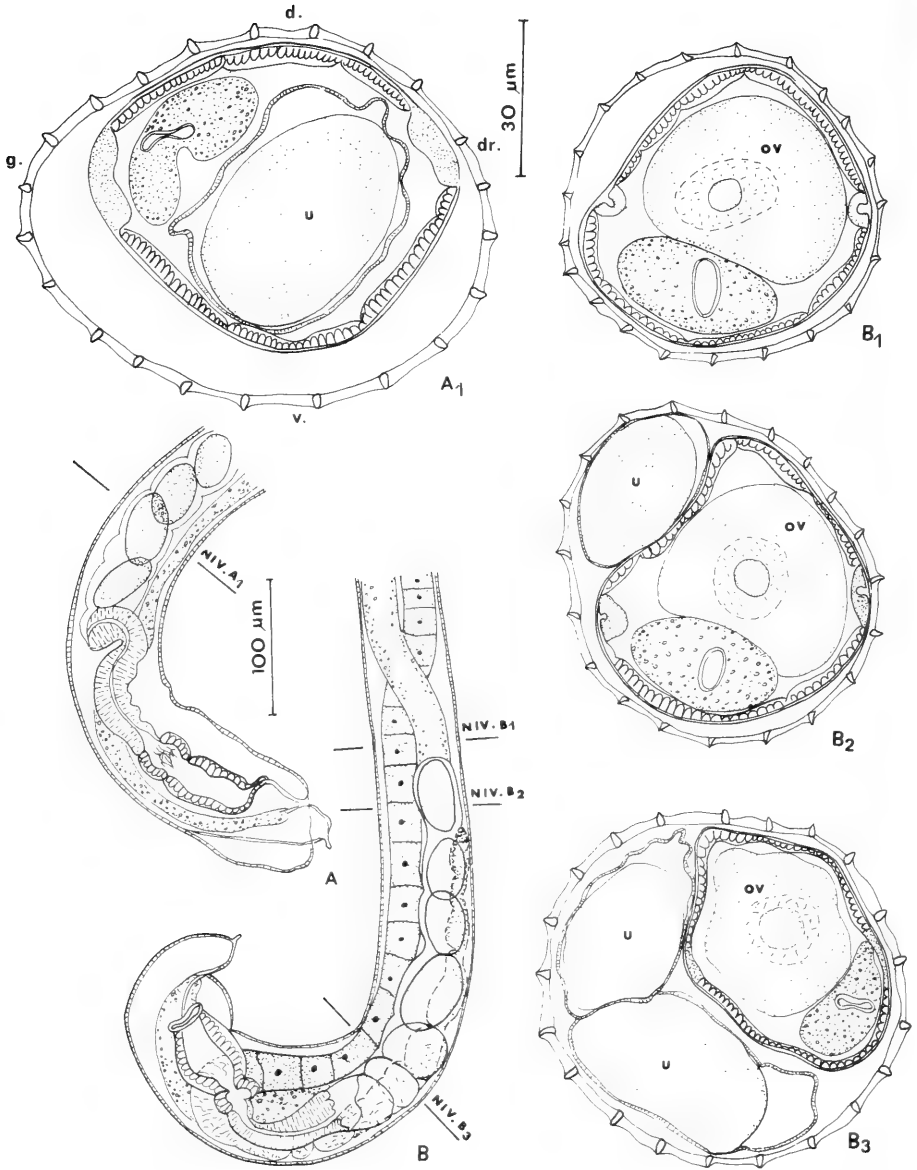 d.
30 µm
ov
g.
dr.
u
B1
A1
v.
u
ov
NIV. A1
100 µm
NIV. B1
B2
NIV. B2
A
ov
u
u
NIV. B3
B
B3